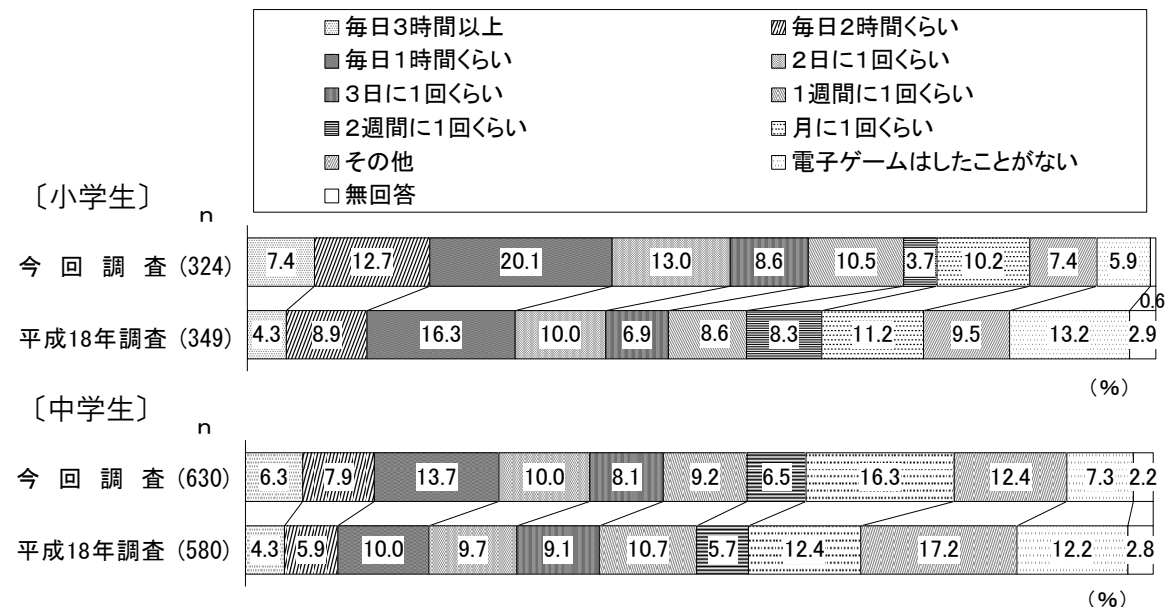 毎日3時間以上 毎日2時間くらい
毎日1時間くらい 2日に1回くらい
3日に1回くらい 1週間に1回くらい
2週間に1回くらい 月に1回くらい
その他 電子ゲームはしたことがない
無回答
〔小学生〕
n
今回調査 (324) 7.4 12.7 20.1 13.0 8.6 10.5 3.7 10.2 7.4 5.9 0.6
平成18年調査 (349) 4.3 8.9 16.3 10.0 6.9 8.6 8.3 11.2 9.5 13.2 2.9
(%)
〔中学生〕
n
今回調査 (630) 6.3 7.9 13.7 10.0 8.1 9.2 6.5 16.3 12.4 7.3 2.2
平成18年調査 (580) 4.3 5.9 10.0 9.7 9.1 10.7 5.7 12.4 17.2 12.2 2.8
(%)